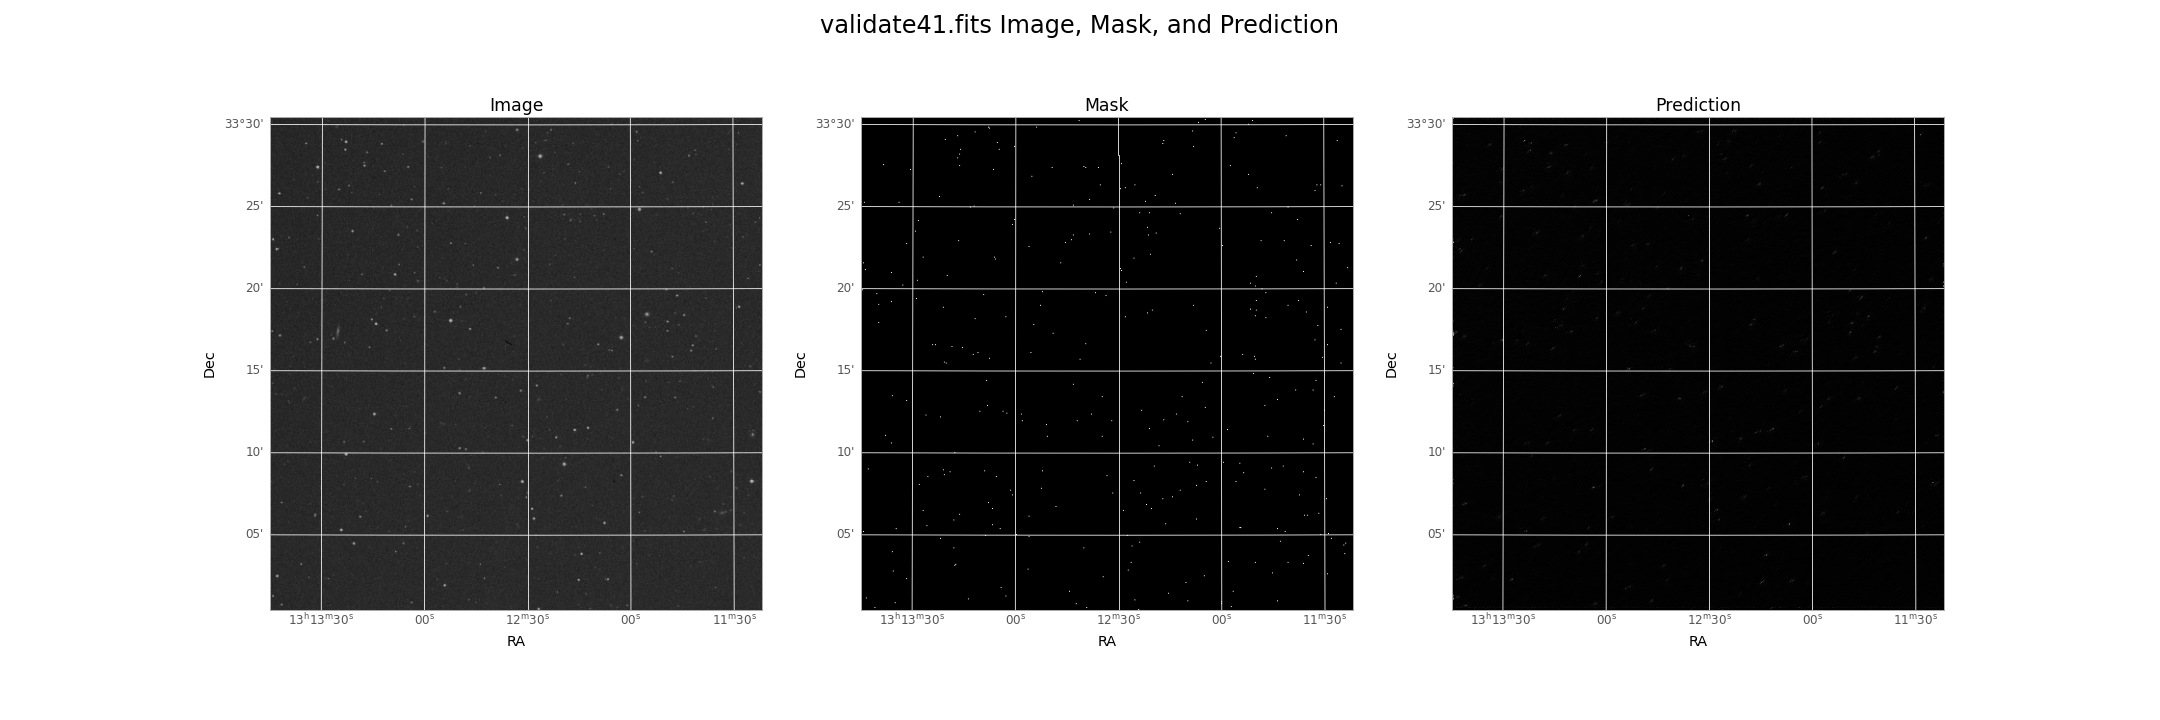 validate41.fits Image, Mask, and Prediction
Image
Mask
Prediction
33°30'
25'
20'
15'
10'
05'
Dec
13ʰ13ᵐ30ˢ 00ˢ 12ᵐ30ˢ 00ˢ 11ᵐ30ˢ
RA
33°30'
25'
20'
15'
10'
05'
Dec
13ʰ13ᵐ30ˢ 00ˢ 12ᵐ30ˢ 00ˢ 11ᵐ30ˢ
RA
33°30'
25'
20'
15'
10'
05'
Dec
13ʰ13ᵐ30ˢ 00ˢ 12ᵐ30ˢ 00ˢ 11ᵐ30ˢ
RA